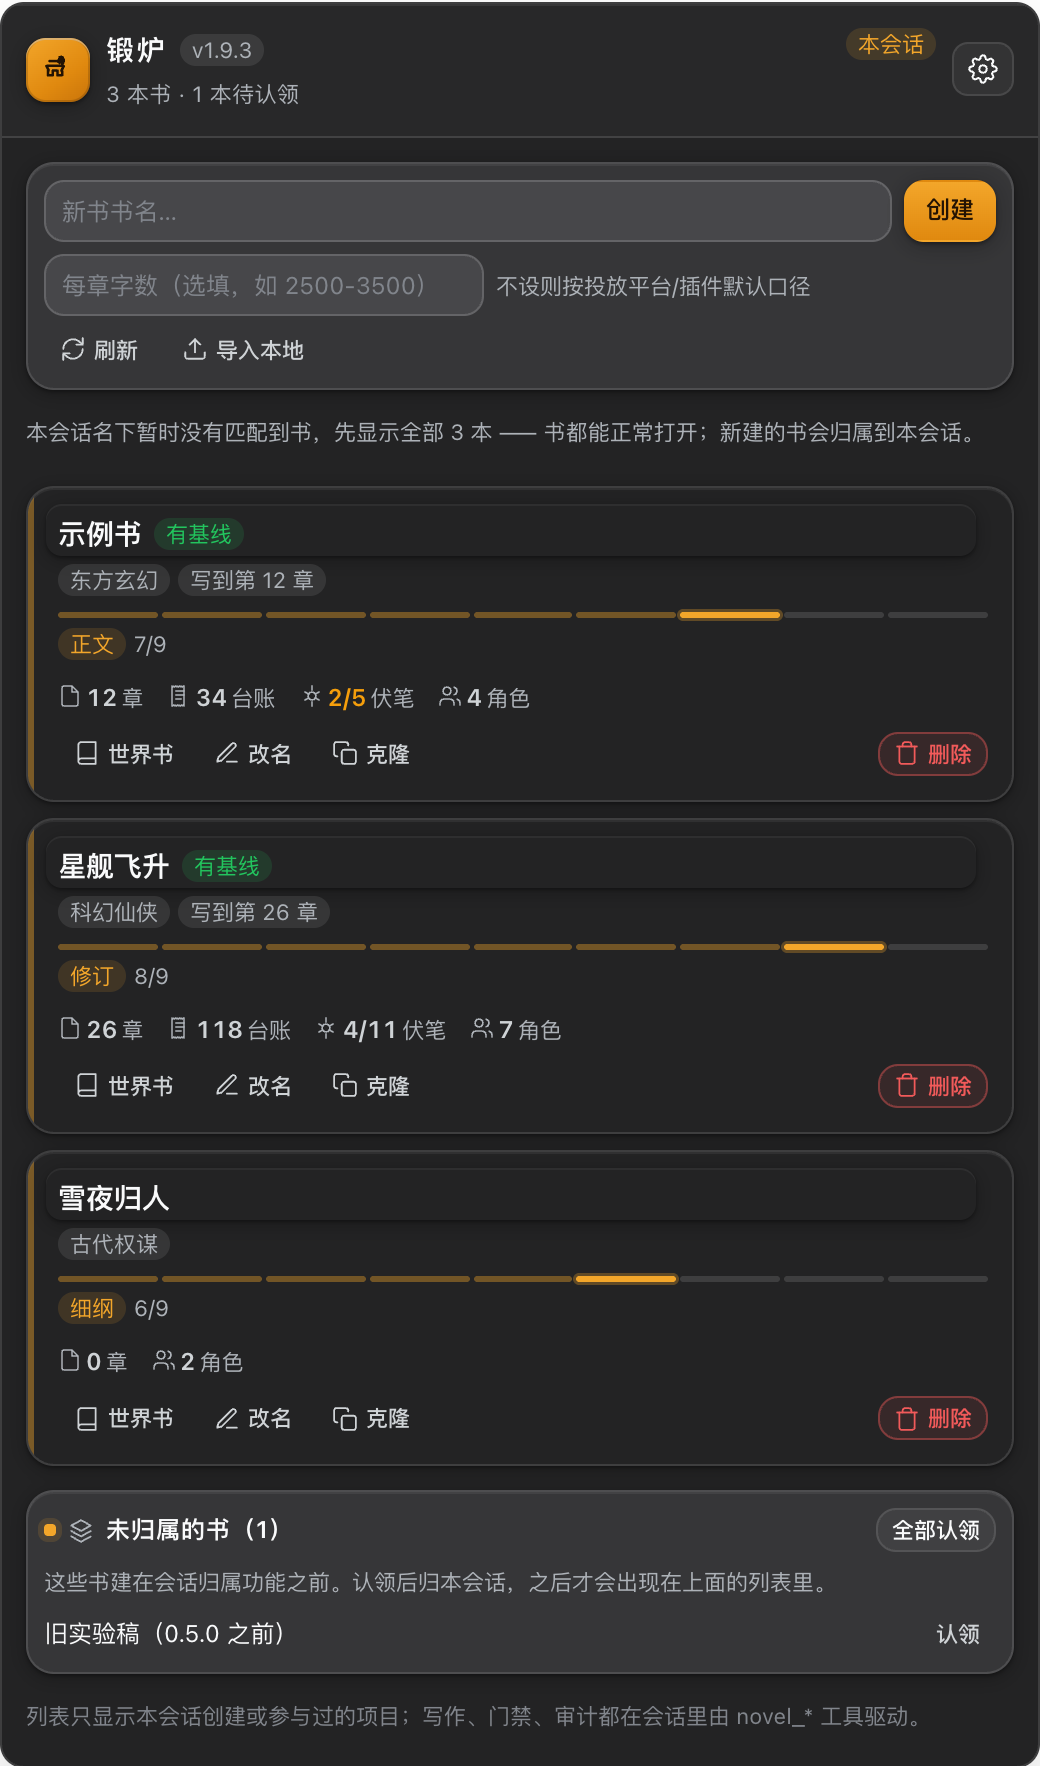 锻炉 v1.9.3
本会话
3 本书 · 1 本待认领
新书书名...
创建
每章字数（选填，如 2500-3500）
不设则按投放平台/插件默认口径
刷新 导入本地
本会话名下暂时没有匹配到书，先显示全部 3 本 —— 书都能正常打开；新建的书会归属到本会话。
示例书 有基线
东方玄幻 写到第 12 章
正文 7/9
12 章 34 台账 2/5 伏笔 4 角色
世界书 改名 克隆 删除
星舰飞升 有基线
科幻仙侠 写到第 26 章
修订 8/9
26 章 118 台账 4/11 伏笔 7 角色
世界书 改名 克隆 删除
雪夜归人
古代权谋
细纲 6/9
0 章 2 角色
世界书 改名 克隆 删除
未归属的书（1）
全部认领
这些书建在会话归属功能之前。认领后归本会话，之后才会出现在上面的列表里。
旧实验稿（0.5.0 之前）
认领
列表只显示本会话创建或参与过的项目；写作、门禁、审计都在会话里由 novel_* 工具驱动。